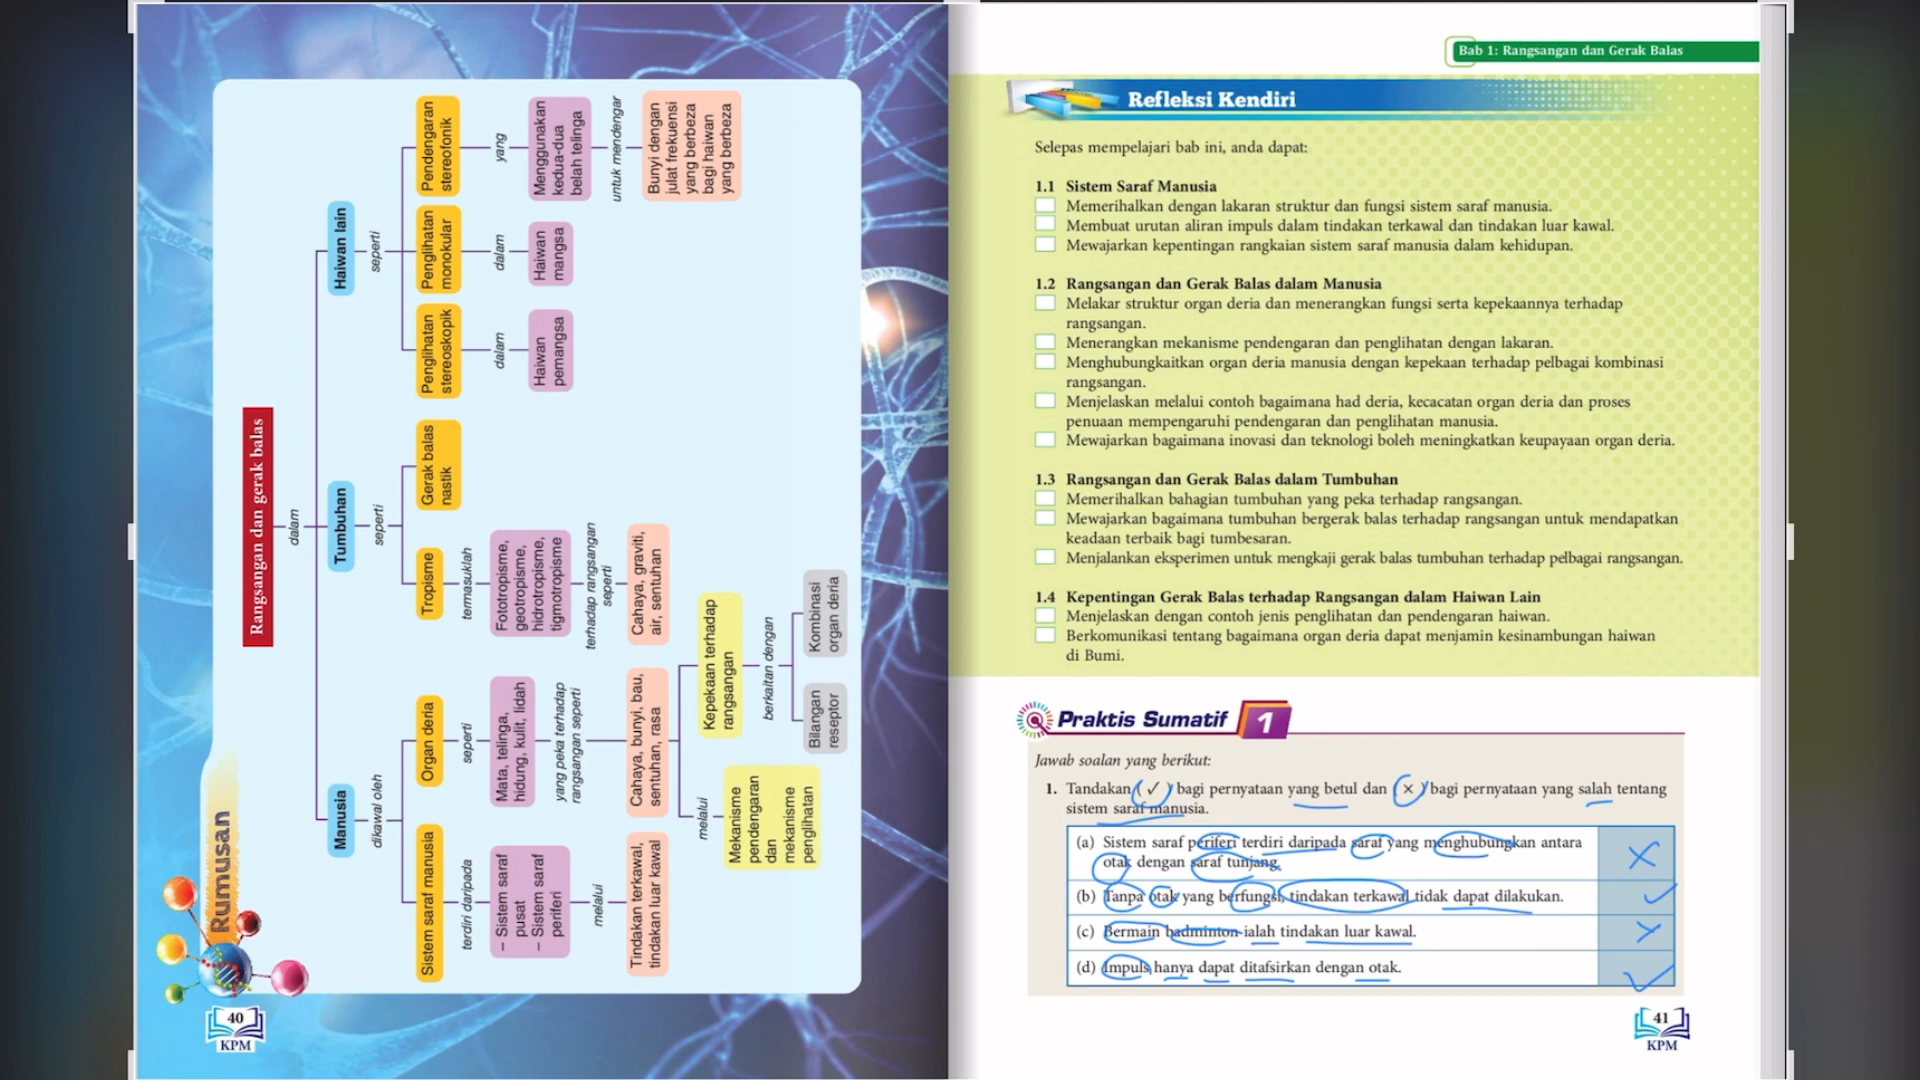 Rumusan
Rangsangan dan gerak balas
dalam
Manusia
dikawal oleh
Sistem saraf manusia
terdiri daripada
– Sistem saraf
pusat
– Sistem saraf
periferi
melalui
Tindakan terkawal,
tindakan luar kawal
Organ deria
seperti
Mata, telinga,
hidung, kulit, lidah
yang peka terhadap
rangsangan seperti
Cahaya, bunyi, bau,
sentuhan, rasa
melalui
Mekanisme
pendengaran
dan
mekanisme
penglihatan
Kepekaan terhadap
rangsangan
berkaitan dengan
Bilangan
reseptor
Kombinasi
organ deria
Tumbuhan
seperti
Tropisme
termasuklah
Fototropisme,
geotropisme,
hidrotropisme,
tigmotropisme
terhadap rangsangan
seperti
Cahaya, graviti,
air, sentuhan
Gerak balas
nastik
Haiwan lain
seperti
Penglihatan
stereoskopik
dalam
Haiwan
pemangsa
Penglihatan
monokular
dalam
Haiwan
mangsa
Pendengaran
stereofonik
yang
Menggunakan
kedua-dua
belah telinga
untuk mendengar
Bunyi dengan
julat frekuensi
yang berbeza
bagi haiwan
yang berbeza
40
KPM
Bab 1: Rangsangan dan Gerak Balas
Refleksi Kendiri
Selepas mempelajari bab ini, anda dapat:
1.1 Sistem Saraf Manusia
Memerihalkan dengan lakaran struktur dan fungsi sistem saraf manusia.
Membuat urutan aliran impuls dalam tindakan terkawal dan tindakan luar kawal.
Mewajarkan kepentingan rangkaian sistem saraf manusia dalam kehidupan.
1.2 Rangsangan dan Gerak Balas dalam Manusia
Melakar struktur organ deria dan menerangkan fungsi serta kepekaannya terhadap
rangsangan.
Menerangkan mekanisme pendengaran dan penglihatan dengan lakaran.
Menghubungkaitkan organ deria manusia dengan kepekaan terhadap pelbagai kombinasi
rangsangan.
Menjelaskan melalui contoh bagaimana had deria, kecacatan organ deria dan proses
penuaan mempengaruhi pendengaran dan penglihatan manusia.
Mewajarkan bagaimana inovasi dan teknologi boleh meningkatkan keupayaan organ deria.
1.3 Rangsangan dan Gerak Balas dalam Tumbuhan
Memerihalkan bahagian tumbuhan yang peka terhadap rangsangan.
Mewajarkan bagaimana tumbuhan bergerak balas terhadap rangsangan untuk mendapatkan
keadaan terbaik bagi tumbesaran.
Menjalankan eksperimen untuk mengkaji gerak balas tumbuhan terhadap pelbagai rangsangan.
1.4 Kepentingan Gerak Balas terhadap Rangsangan dalam Haiwan Lain
Menjelaskan dengan contoh jenis penglihatan dan pendengaran haiwan.
Berkomunikasi tentang bagaimana organ deria dapat menjamin kesinambungan haiwan
di Bumi.
Praktis Sumatif 1
Jawab soalan yang berikut:
1. Tandakan ( ✓ ) bagi pernyataan yang betul dan ( × ) bagi pernyataan yang salah tentang
sistem saraf manusia.
(a) Sistem saraf periferi terdiri daripada saraf yang menghubungkan antara
otak dengan saraf tunjang. ×
(b) Tanpa otak yang berfungsi, tindakan terkawal tidak dapat dilakukan. ✓
(c) Bermain badminton ialah tindakan luar kawal. ×
(d) Impuls hanya dapat ditafsirkan dengan otak. ✓
41
KPM